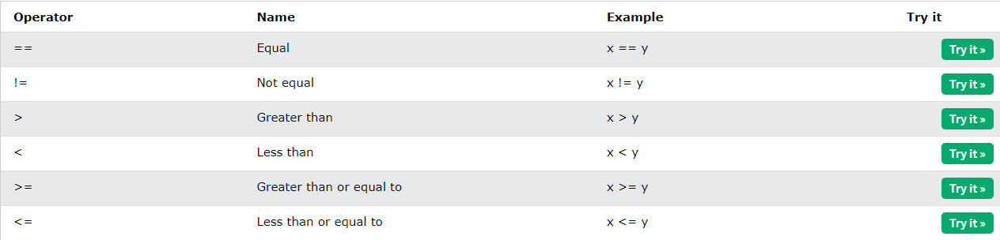 Operator Name Example Try it
== Equal x == y Try it »
!= Not equal x != y Try it »
> Greater than x > y Try it »
< Less than x < y Try it »
>= Greater than or equal to x >= y Try it »
<= Less than or equal to x <= y Try it »